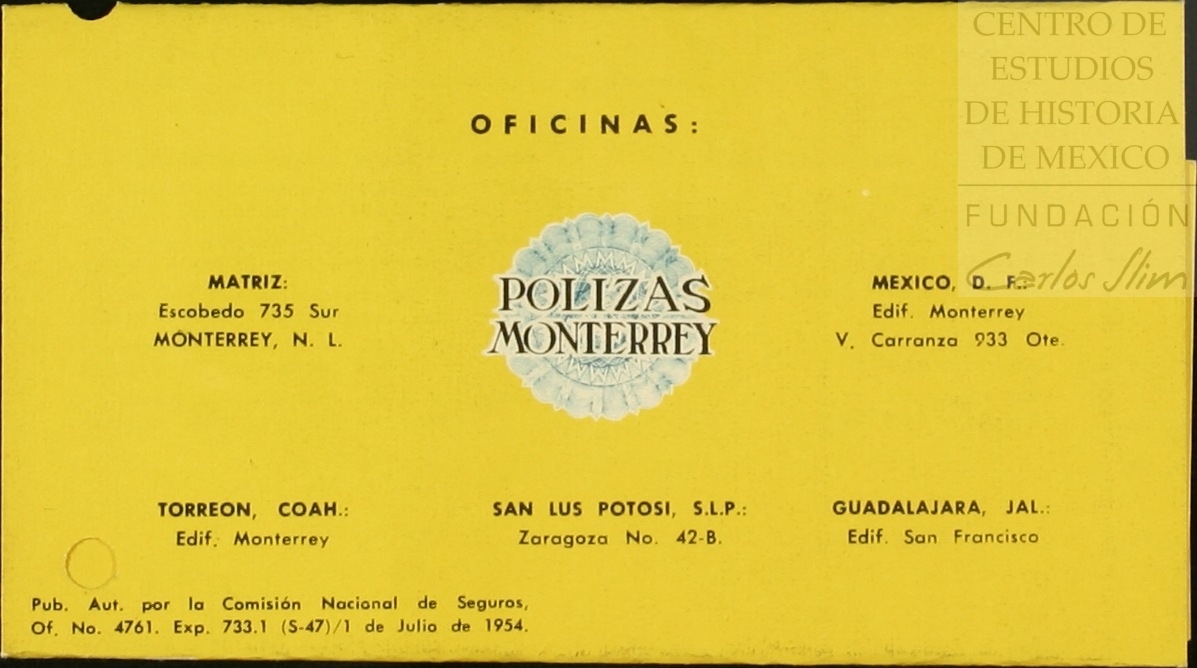 CENTRO DE
ESTUDIOS
DE HISTORIA
DE MEXICO
FUNDACIÓN
Carlos Slim
OFICINAS:
MATRIZ:
Escobedo 735 Sur
MONTERREY, N. L.
POLIZAS
MONTERREY
MEXICO, D. F.:
Edif. Monterrey
V. Carranza 933 Ote.
TORREON, COAH.:
Edif. Monterrey
SAN LUS POTOSI, S.L.P.:
Zaragoza No. 42-B.
GUADALAJARA, JAL.:
Edif. San Francisco
Pub. Aut. por la Comisión Nacional de Seguros,
Of. No. 4761. Exp. 733.1 (S-47)/1 de Julio de 1954.